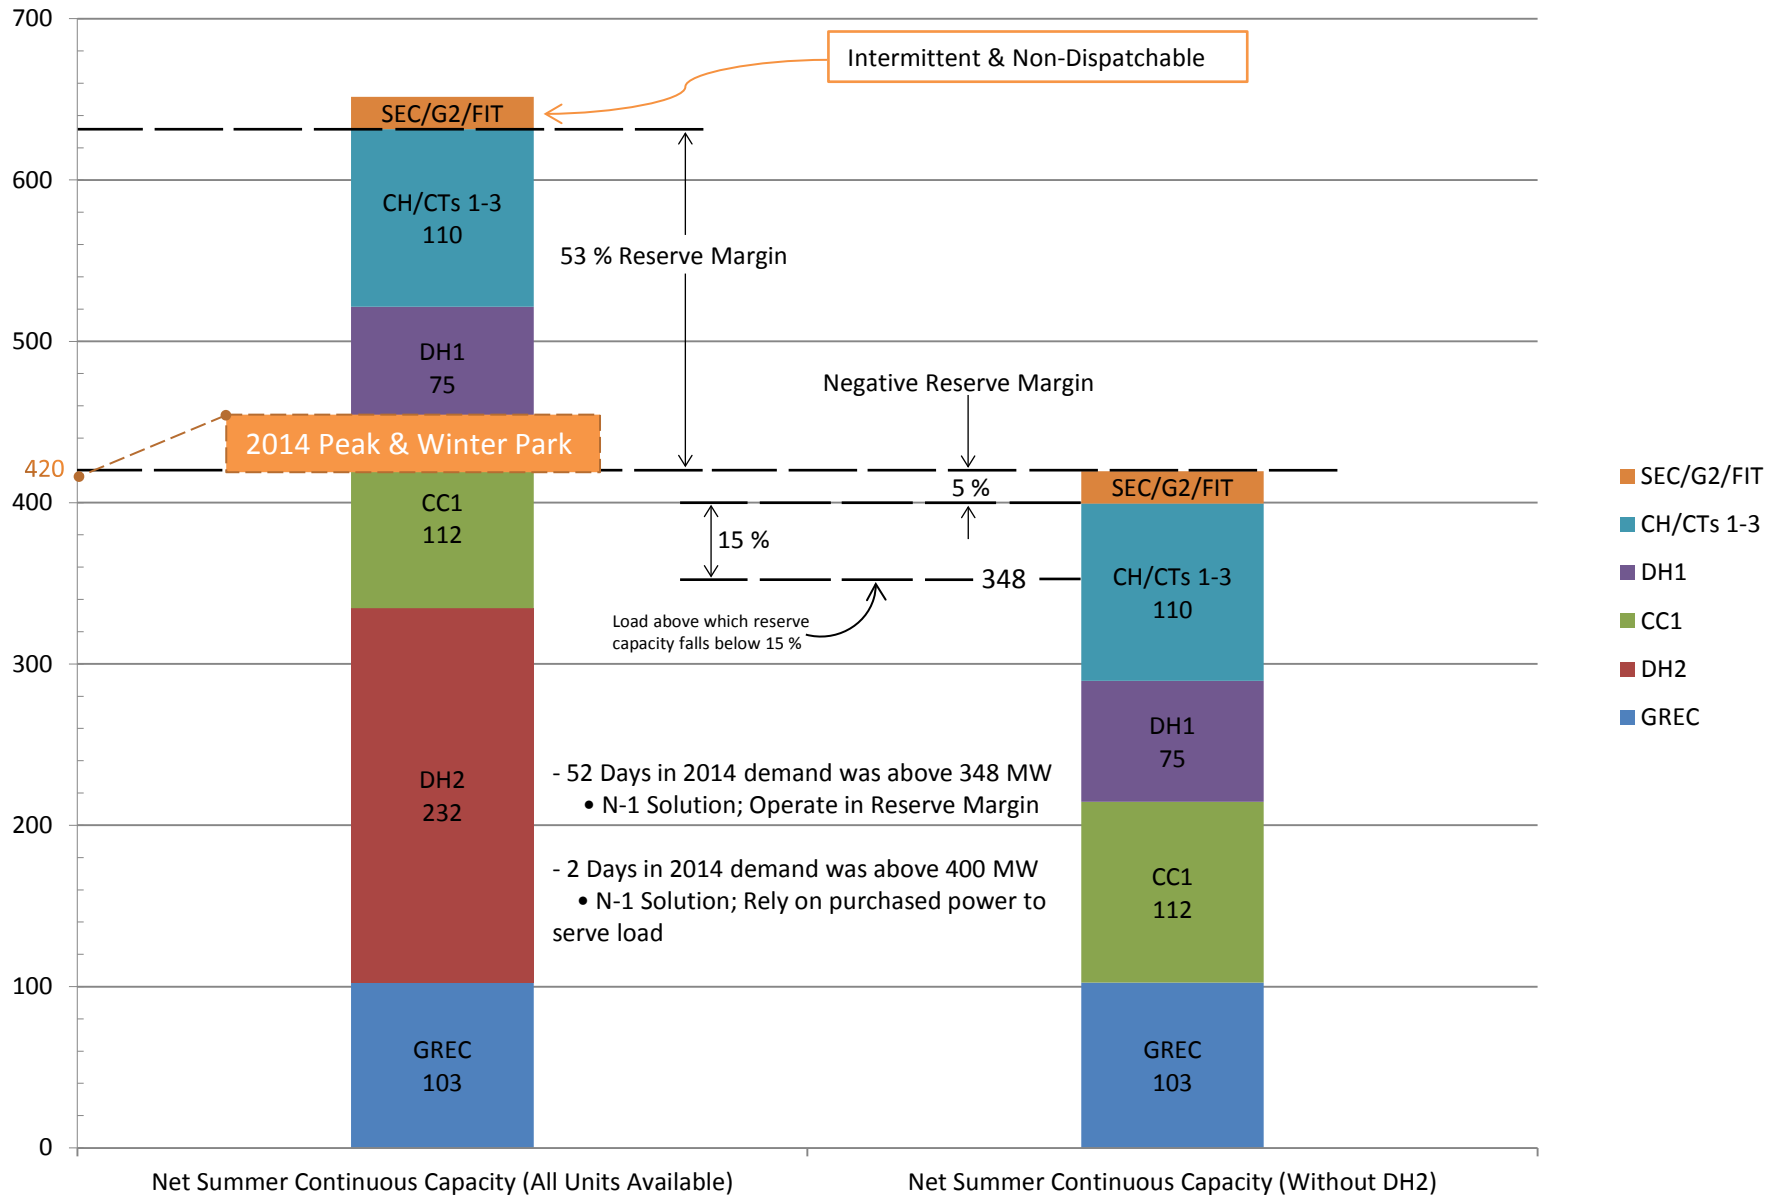 700
600
500
420
400
300
200
100
0
Intermittent & Non-Dispatchable
SEC/G2/FIT
CH/CTs 1-3
110
DH1
75
2014 Peak & Winter Park
CC1
112
DH2
232
GREC
103
53 % Reserve Margin
Negative Reserve Margin
5 %
15 %
348
Load above which reserve
capacity falls below 15 %
- 52 Days in 2014 demand was above 348 MW
• N-1 Solution; Operate in Reserve Margin
- 2 Days in 2014 demand was above 400 MW
• N-1 Solution; Rely on purchased power to
serve load
SEC/G2/FIT
CH/CTs 1-3
110
DH1
75
CC1
112
GREC
103
SEC/G2/FIT
CH/CTs 1-3
DH1
CC1
DH2
GREC
Net Summer Continuous Capacity (All Units Available)
Net Summer Continuous Capacity (Without DH2)